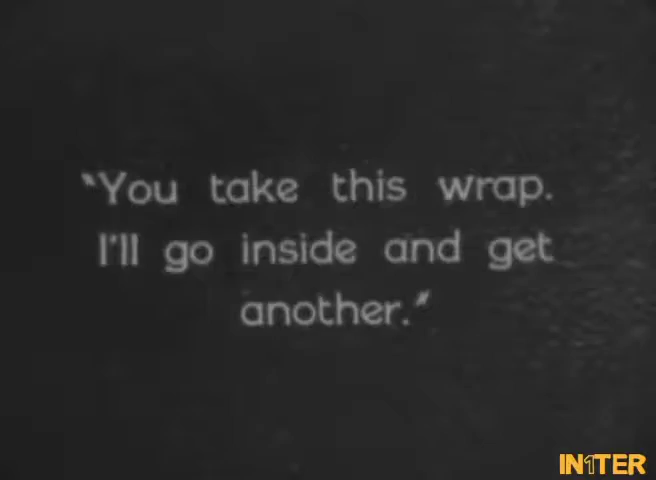 "You take this wrap.
I'll go inside and get
another."
IN1TER